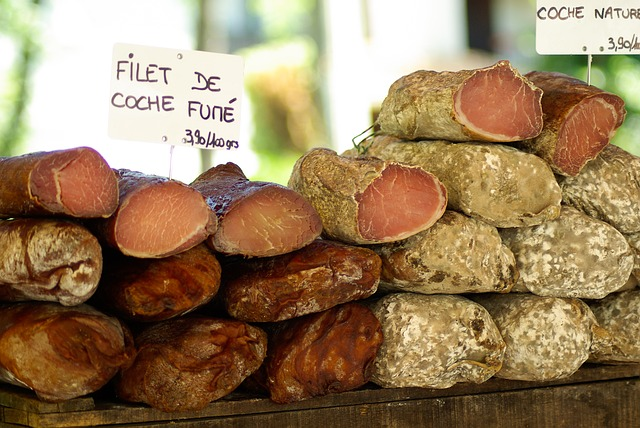 FILET DE
COCHE FUMÉ
3,90/100 grs
COCHE NATURE
3,90/